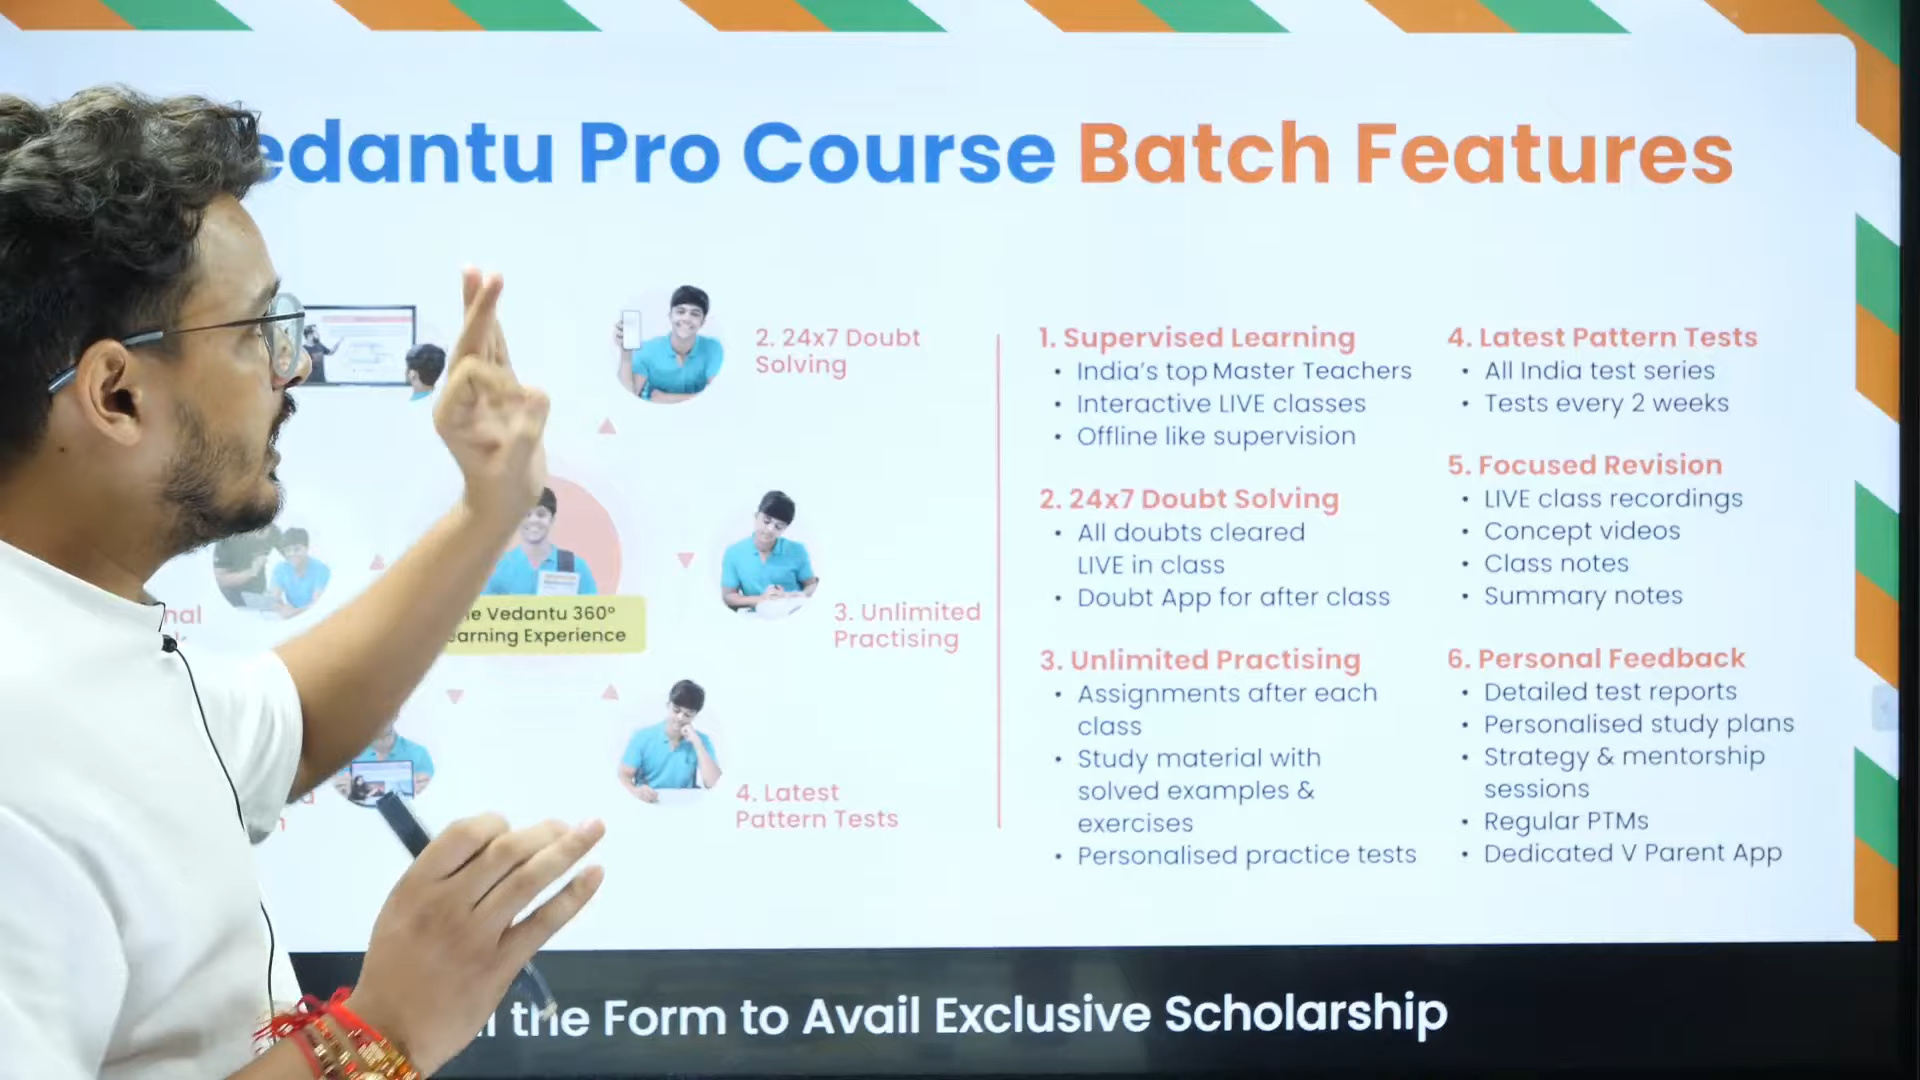 edantu Pro Course Batch Features
2. 24x7 Doubt
Solving
3. Unlimited
Practising
4. Latest
Pattern Tests
nal
e Vedantu 360°
earning Experience
1. Supervised Learning
• India's top Master Teachers
• Interactive LIVE classes
• Offline like supervision
2. 24x7 Doubt Solving
• All doubts cleared
LIVE in class
• Doubt App for after class
3. Unlimited Practising
• Assignments after each
class
• Study material with
solved examples &
exercises
• Personalised practice tests
4. Latest Pattern Tests
• All India test series
• Tests every 2 weeks
5. Focused Revision
• LIVE class recordings
• Concept videos
• Class notes
• Summary notes
6. Personal Feedback
• Detailed test reports
• Personalised study plans
• Strategy & mentorship
sessions
• Regular PTMs
• Dedicated V Parent App
the Form to Avail Exclusive Scholarship